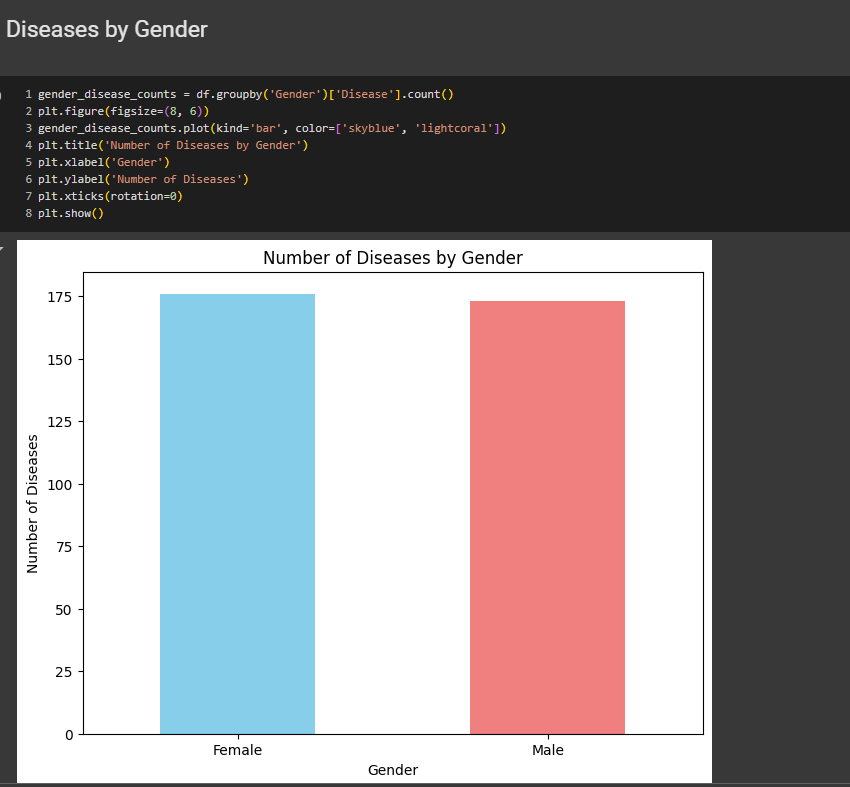 Diseases by Gender
1 gender_disease_counts = df.groupby('Gender')['Disease'].count()
2 plt.figure(figsize=(8, 6))
3 gender_disease_counts.plot(kind='bar', color=['skyblue', 'lightcoral'])
4 plt.title('Number of Diseases by Gender')
5 plt.xlabel('Gender')
6 plt.ylabel('Number of Diseases')
7 plt.xticks(rotation=0)
8 plt.show()
Number of Diseases by Gender
Number of Diseases
175
150
125
100
75
50
25
0
Female Male
Gender